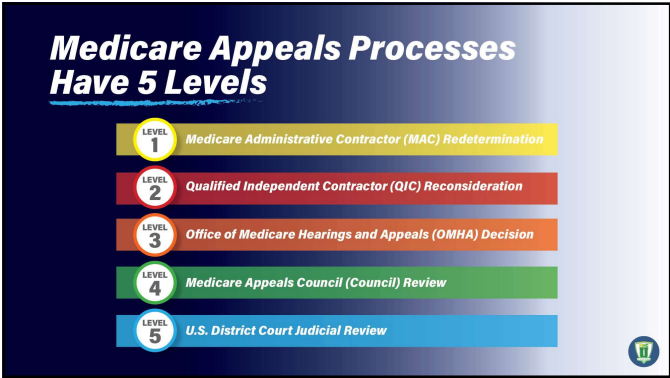 Medicare Appeals Processes
Have 5 Levels
LEVEL
1
Medicare Administrative Contractor (MAC) Redetermination
LEVEL
2
Qualified Independent Contractor (QIC) Reconsideration
LEVEL
3
Office of Medicare Hearings and Appeals (OMHA) Decision
LEVEL
4
Medicare Appeals Council (Council) Review
LEVEL
5
U.S. District Court Judicial Review